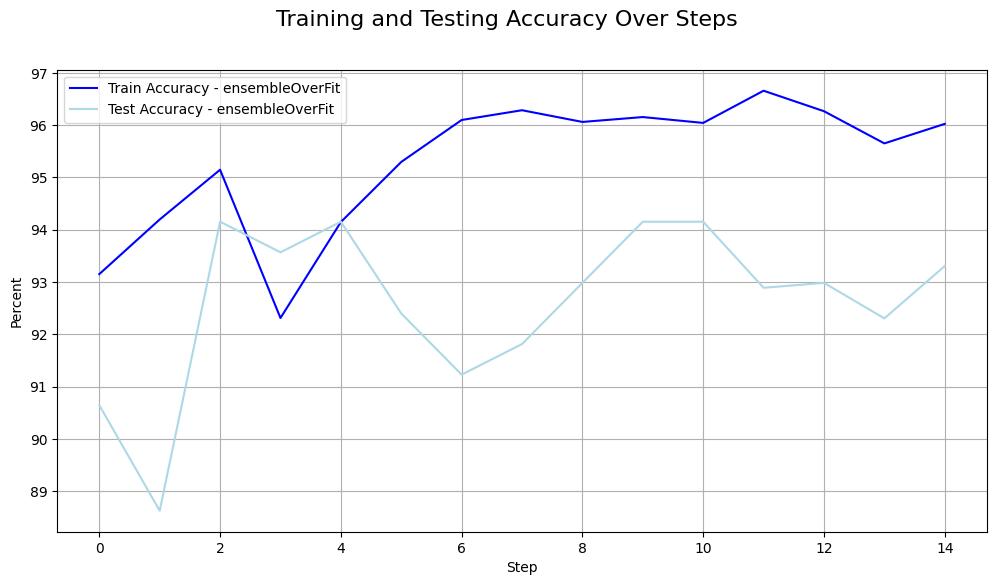 Training and Testing Accuracy Over Steps
Train Accuracy - ensembleOverFit
Test Accuracy - ensembleOverFit
Percent
97
96
95
94
93
92
91
90
89
0 2 4 6 8 10 12 14
Step